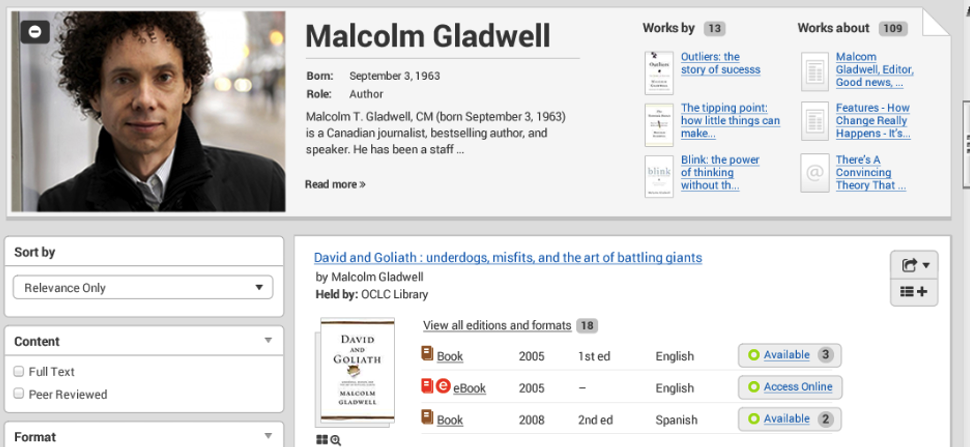 Malcolm Gladwell
Born: September 3, 1963
Role: Author
Malcolm T. Gladwell, CM (born September 3, 1963)
is a Canadian journalist, bestselling author, and
speaker. He has been a staff ...
Read more »
Works by 13
Outliers: the
story of sucesss
The tipping point:
how little things can
make...
Blink: the power
of thinking
without th...
Works about 109
Malcom
Gladwell, Editor,
Good news, ...
Features - How
Change Really
Happens - It's...
There's A
Convincing
Theory That ...
Sort by
Relevance Only
Content
Full Text
Peer Reviewed
Format
David and Goliath : underdogs, misfits, and the art of battling giants
by Malcolm Gladwell
Held by: OCLC Library
View all editions and formats 18
DAVID
AND
GOLIATH
MALCOLM
GLADWELL
Book 2005 1st ed English Available 3
e eBook 2005 – English Access Online
Book 2008 2nd ed Spanish Available 2